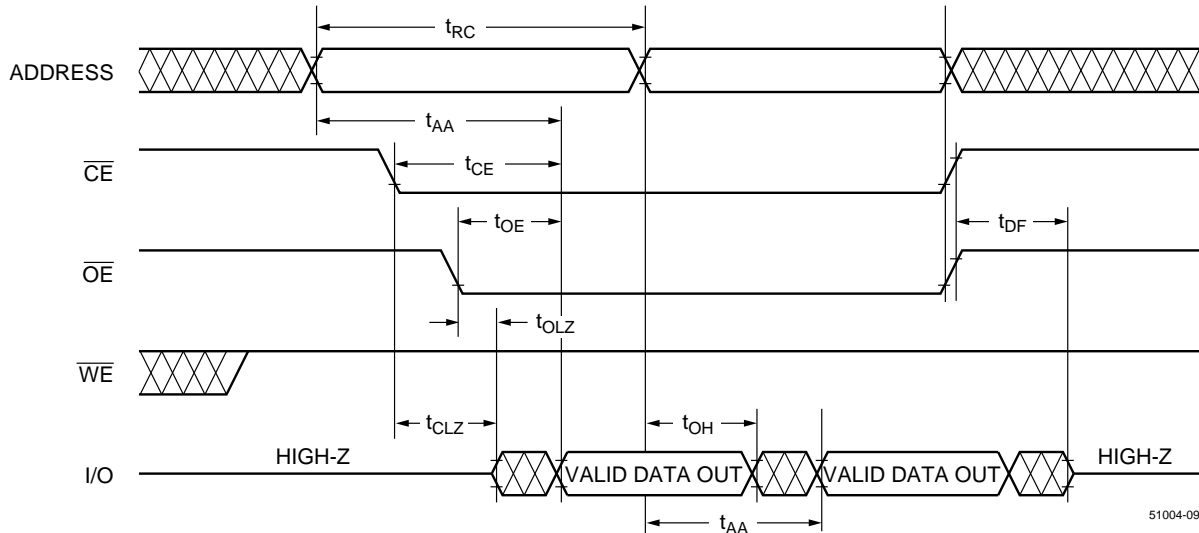 tRC
ADDRESS
tAA
tCE
CE
tOE
tDF
OE
tOLZ
WE
tCLZ
tOH
HIGH-Z
VALID DATA OUT
VALID DATA OUT
HIGH-Z
I/O
tAA
51004-09